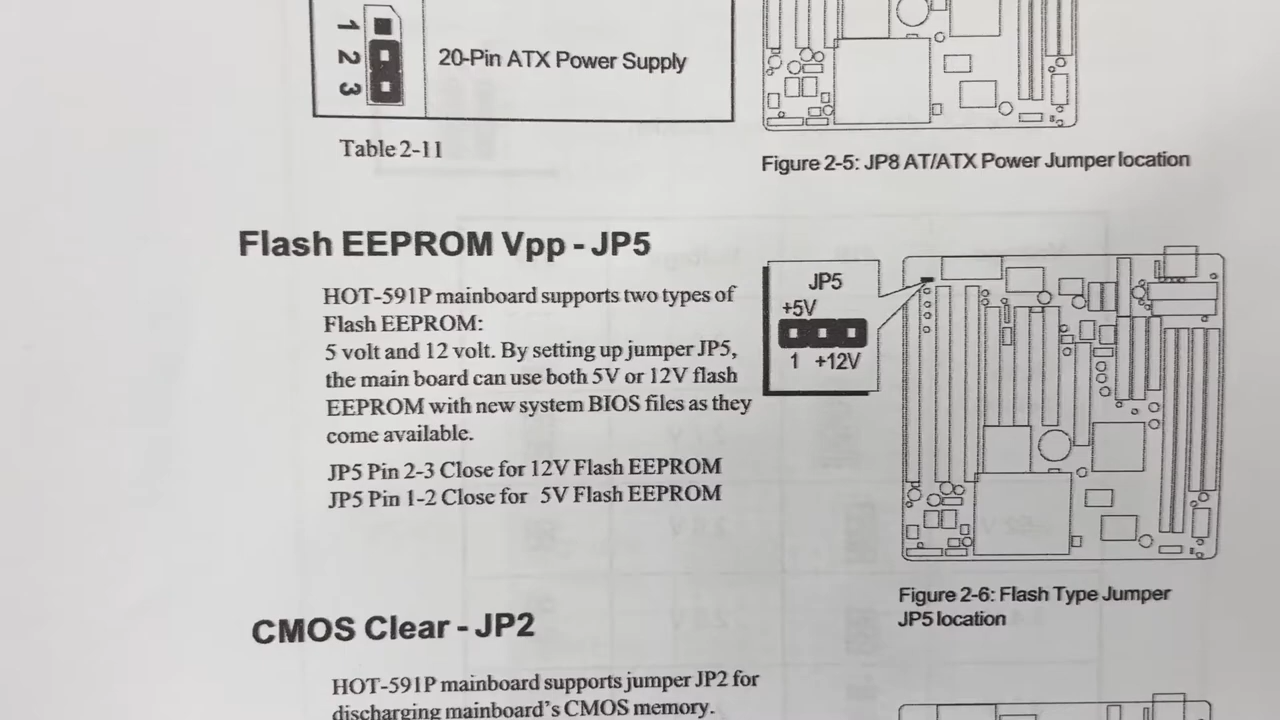 1
2
3
20-Pin ATX Power Supply
Table 2-11
Figure 2-5: JP8 AT/ATX Power Jumper location
Flash EEPROM Vpp - JP5
HOT-591P mainboard supports two types of
Flash EEPROM:
5 volt and 12 volt. By setting up jumper JP5,
the main board can use both 5V or 12V flash
EEPROM with new system BIOS files as they
come available.
JP5 Pin 2-3 Close for 12V Flash EEPROM
JP5 Pin 1-2 Close for 5V Flash EEPROM
JP5
+5V
1 +12V
Figure 2-6: Flash Type Jumper
JP5 location
CMOS Clear - JP2
HOT-591P mainboard supports jumper JP2 for
discharging mainboard's CMOS memory.